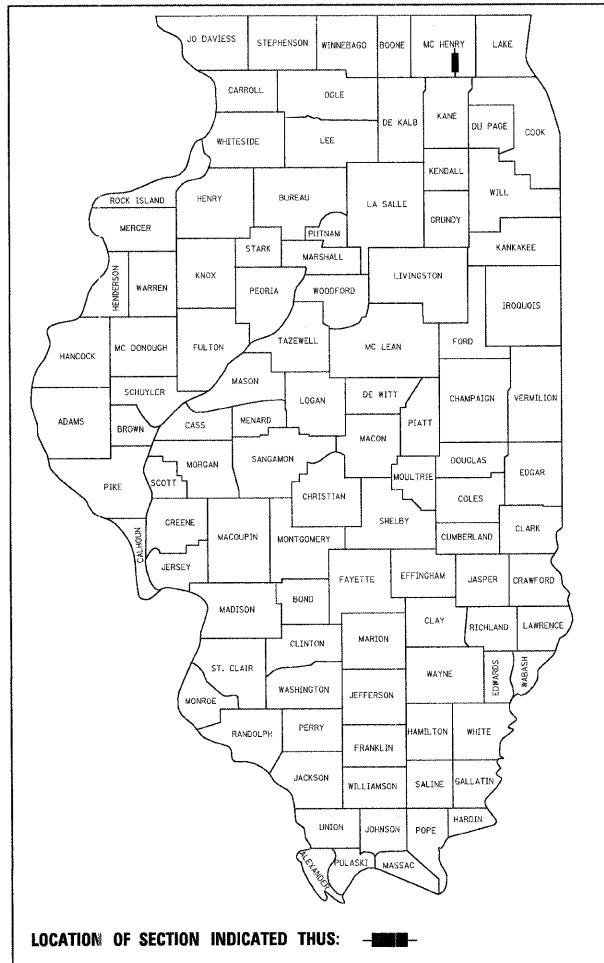 JO DAVIESS
STEPHENSON
WINNEBAGO
BOONE
MC HENRY
LAKE
CARROLL
OGLE
DE KALB
KANE
DU PAGE
COOK
WHITESIDE
LEE
KENDALL
WILL
ROCK ISLAND
HENRY
BUREAU
LA SALLE
GRUNDY
MERCER
PUTNAM
KANKAKEE
STARK
MARSHALL
HENDERSON
WARREN
KNOX
PEORIA
WOODFORD
LIVINGSTON
IROQUOIS
TAZEWELL
MC LEAN
FORD
HANCOCK
MC DONOUGH
FULTON
MASON
SCHUYLER
LOGAN
DE WITT
CHAMPAIGN
VERMILION
ADAMS
BROWN
CASS
MENARD
PIATT
MACON
PIKE
MORGAN
SANGAMON
DOUGLAS
EDGAR
SCOTT
MOULTRIE
CHRISTIAN
COLES
GREENE
MACOUPIN
MONTGOMERY
SHELBY
CUMBERLAND
CLARK
CALHOUN
JERSEY
FAYETTE
EFFINGHAM
JASPER
CRAWFORD
MADISON
BOND
CLAY
RICHLAND
LAWRENCE
CLINTON
MARION
ST. CLAIR
WAYNE
EDWARDS
WABASH
WASHINGTON
JEFFERSON
MONROE
RANDOLPH
PERRY
HAMILTON
WHITE
FRANKLIN
JACKSON
WILLIAMSON
SALINE
GALLATIN
UNION
JOHNSON
POPE
HARDIN
ALEXANDER
PULASKI
MASSAC
LOCATION OF SECTION INDICATED THUS: